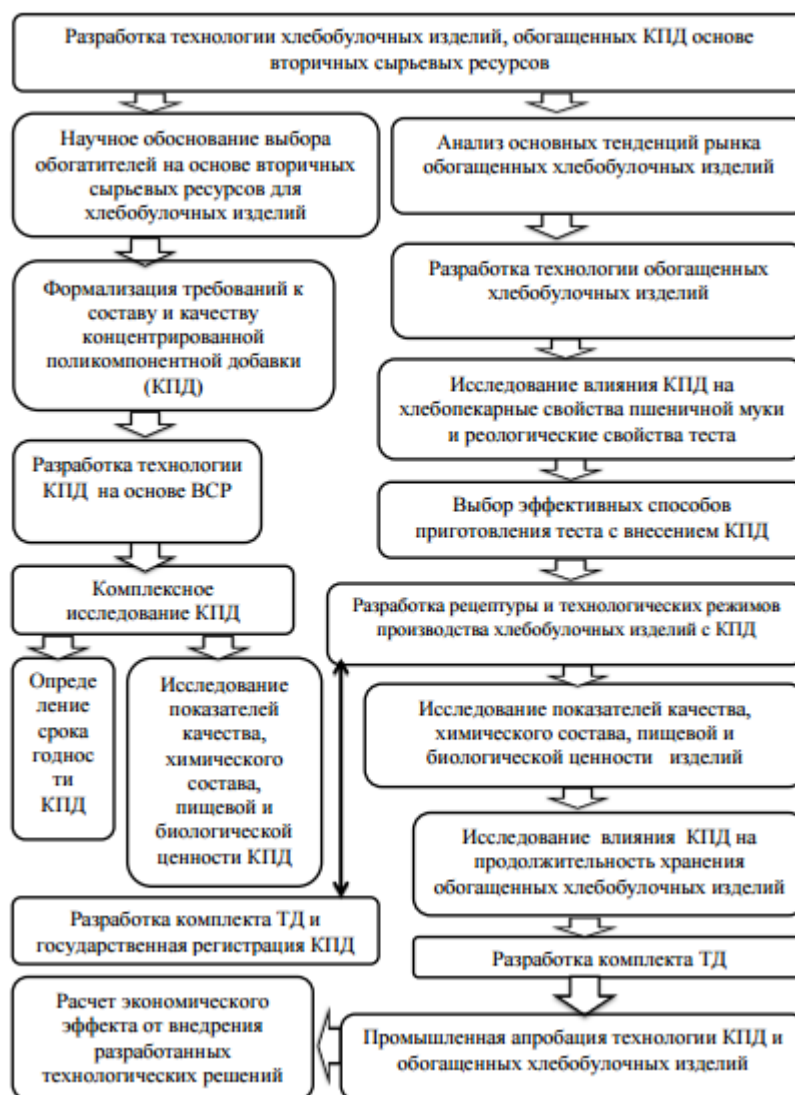 Разработка технологии хлебобулочных изделий, обогащенных КПД основе
вторичных сырьевых ресурсов
Научное обоснование выбора
обогатителей на основе вторичных
сырьевых ресурсов для
хлебобулочных изделий
Формализация требований к
составу и качеству
концентрированной
поликомпонентной добавки
(КПД)
Разработка технологии
КПД на основе ВСР
Комплексное
исследование КПД
Опреде
ление
срока
годнос
ти
КПД
Исследование
показателей
качества,
химического
состава,
пищевой и
биологической
ценности КПД
Разработка комплекта ТД и
государственная регистрация КПД
Расчет экономического
эффекта от внедрения
разработанных
технологических решений
Анализ основных тенденций рынка
обогащенных хлебобулочных изделий
Разработка технологии обогащенных
хлебобулочных изделий
Исследование влияния КПД на
хлебопекарные свойства пшеничной муки
и реологические свойства теста
Выбор эффективных способов
приготовления теста с внесением КПД
Разработка рецептуры и технологических режимов
производства хлебобулочных изделий с КПД
Исследование показателей качества,
химического состава, пищевой и
биологической ценности изделий
Исследование влияния КПД на
продолжительность хранения
обогащенных хлебобулочных изделий
Разработка комплекта ТД
Промышленная апробация технологии КПД и
обогащенных хлебобулочных изделий